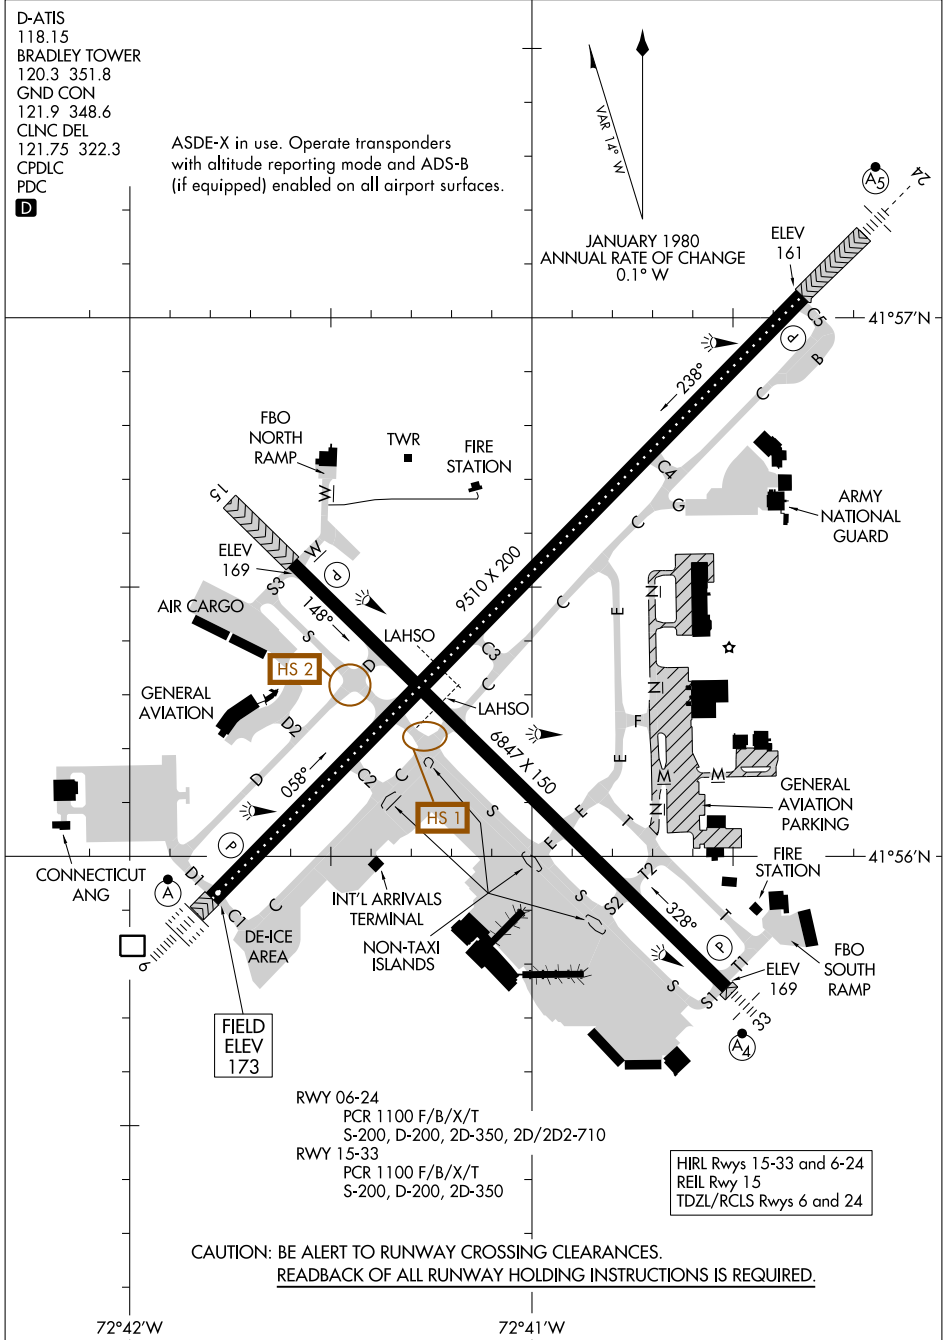 D-ATIS
118.15
BRADLEY TOWER
120.3 351.8
GND CON
121.9 348.6
CLNC DEL
121.75 322.3
CPDLC
PDC
D
ASDE-X in use. Operate transponders
with altitude reporting mode and ADS-B
(if equipped) enabled on all airport surfaces.
VAR 14° W
JANUARY 1980
ANNUAL RATE OF CHANGE
0.1° W
A5
24
ELEV
161
41°57'N
C5
P
B
238°
C
FBO
NORTH
RAMP
TWR
FIRE
STATION
C4
G
C
ARMY
NATIONAL
GUARD
15
W
W
ELEV
169
P
9510 X 200
S3
148°
AIR CARGO
S
C
E
N
LAHSO
D
C3
HS 2
C
N
GENERAL
AVIATION
D2
LAHSO
F
6847 X 150
D
058°
C2
C
C
E
M
M
N
HS 1
S
E
E
T
GENERAL
AVIATION
PARKING
P
41°56'N
CONNECTICUT
ANG
A
D1
C1
C
DE-ICE
AREA
INT'L ARRIVALS
TERMINAL
NON-TAXI
ISLANDS
S
S2
T2
328°
T
FIRE
STATION
P
T1
FBO
SOUTH
RAMP
6
S
S1
ELEV
169
33
A4
FIELD
ELEV
173
RWY 06-24
PCR 1100 F/B/X/T
S-200, D-200, 2D-350, 2D/2D2-710
RWY 15-33
PCR 1100 F/B/X/T
S-200, D-200, 2D-350
HIRL Rwys 15-33 and 6-24
REIL Rwy 15
TDZL/RCLS Rwys 6 and 24
CAUTION: BE ALERT TO RUNWAY CROSSING CLEARANCES.
READBACK OF ALL RUNWAY HOLDING INSTRUCTIONS IS REQUIRED.
72°42'W
72°41'W